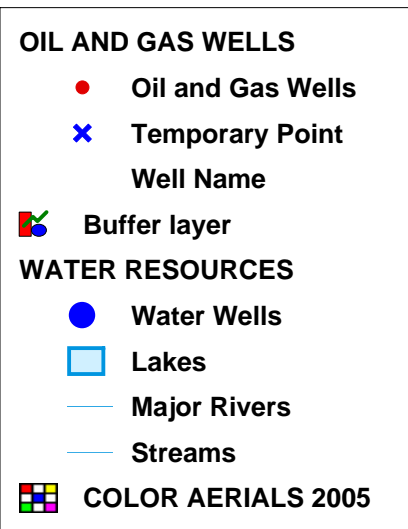 OIL AND GAS WELLS
Oil and Gas Wells
Temporary Point
Well Name
Buffer layer
WATER RESOURCES
Water Wells
Lakes
Major Rivers
Streams
COLOR AERIALS 2005